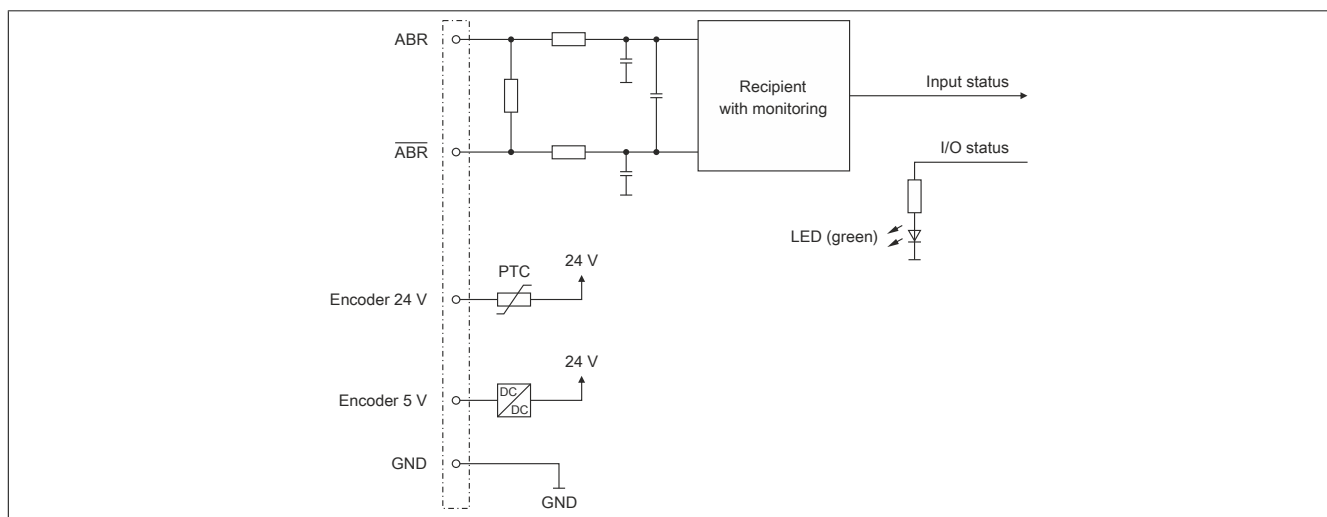 ABR
Recipient
with monitoring
Input status
A̅B̅R̅
I/O status
LED (green)
24 V
PTC
Encoder 24 V
24 V
DC
DC
Encoder 5 V
GND
GND